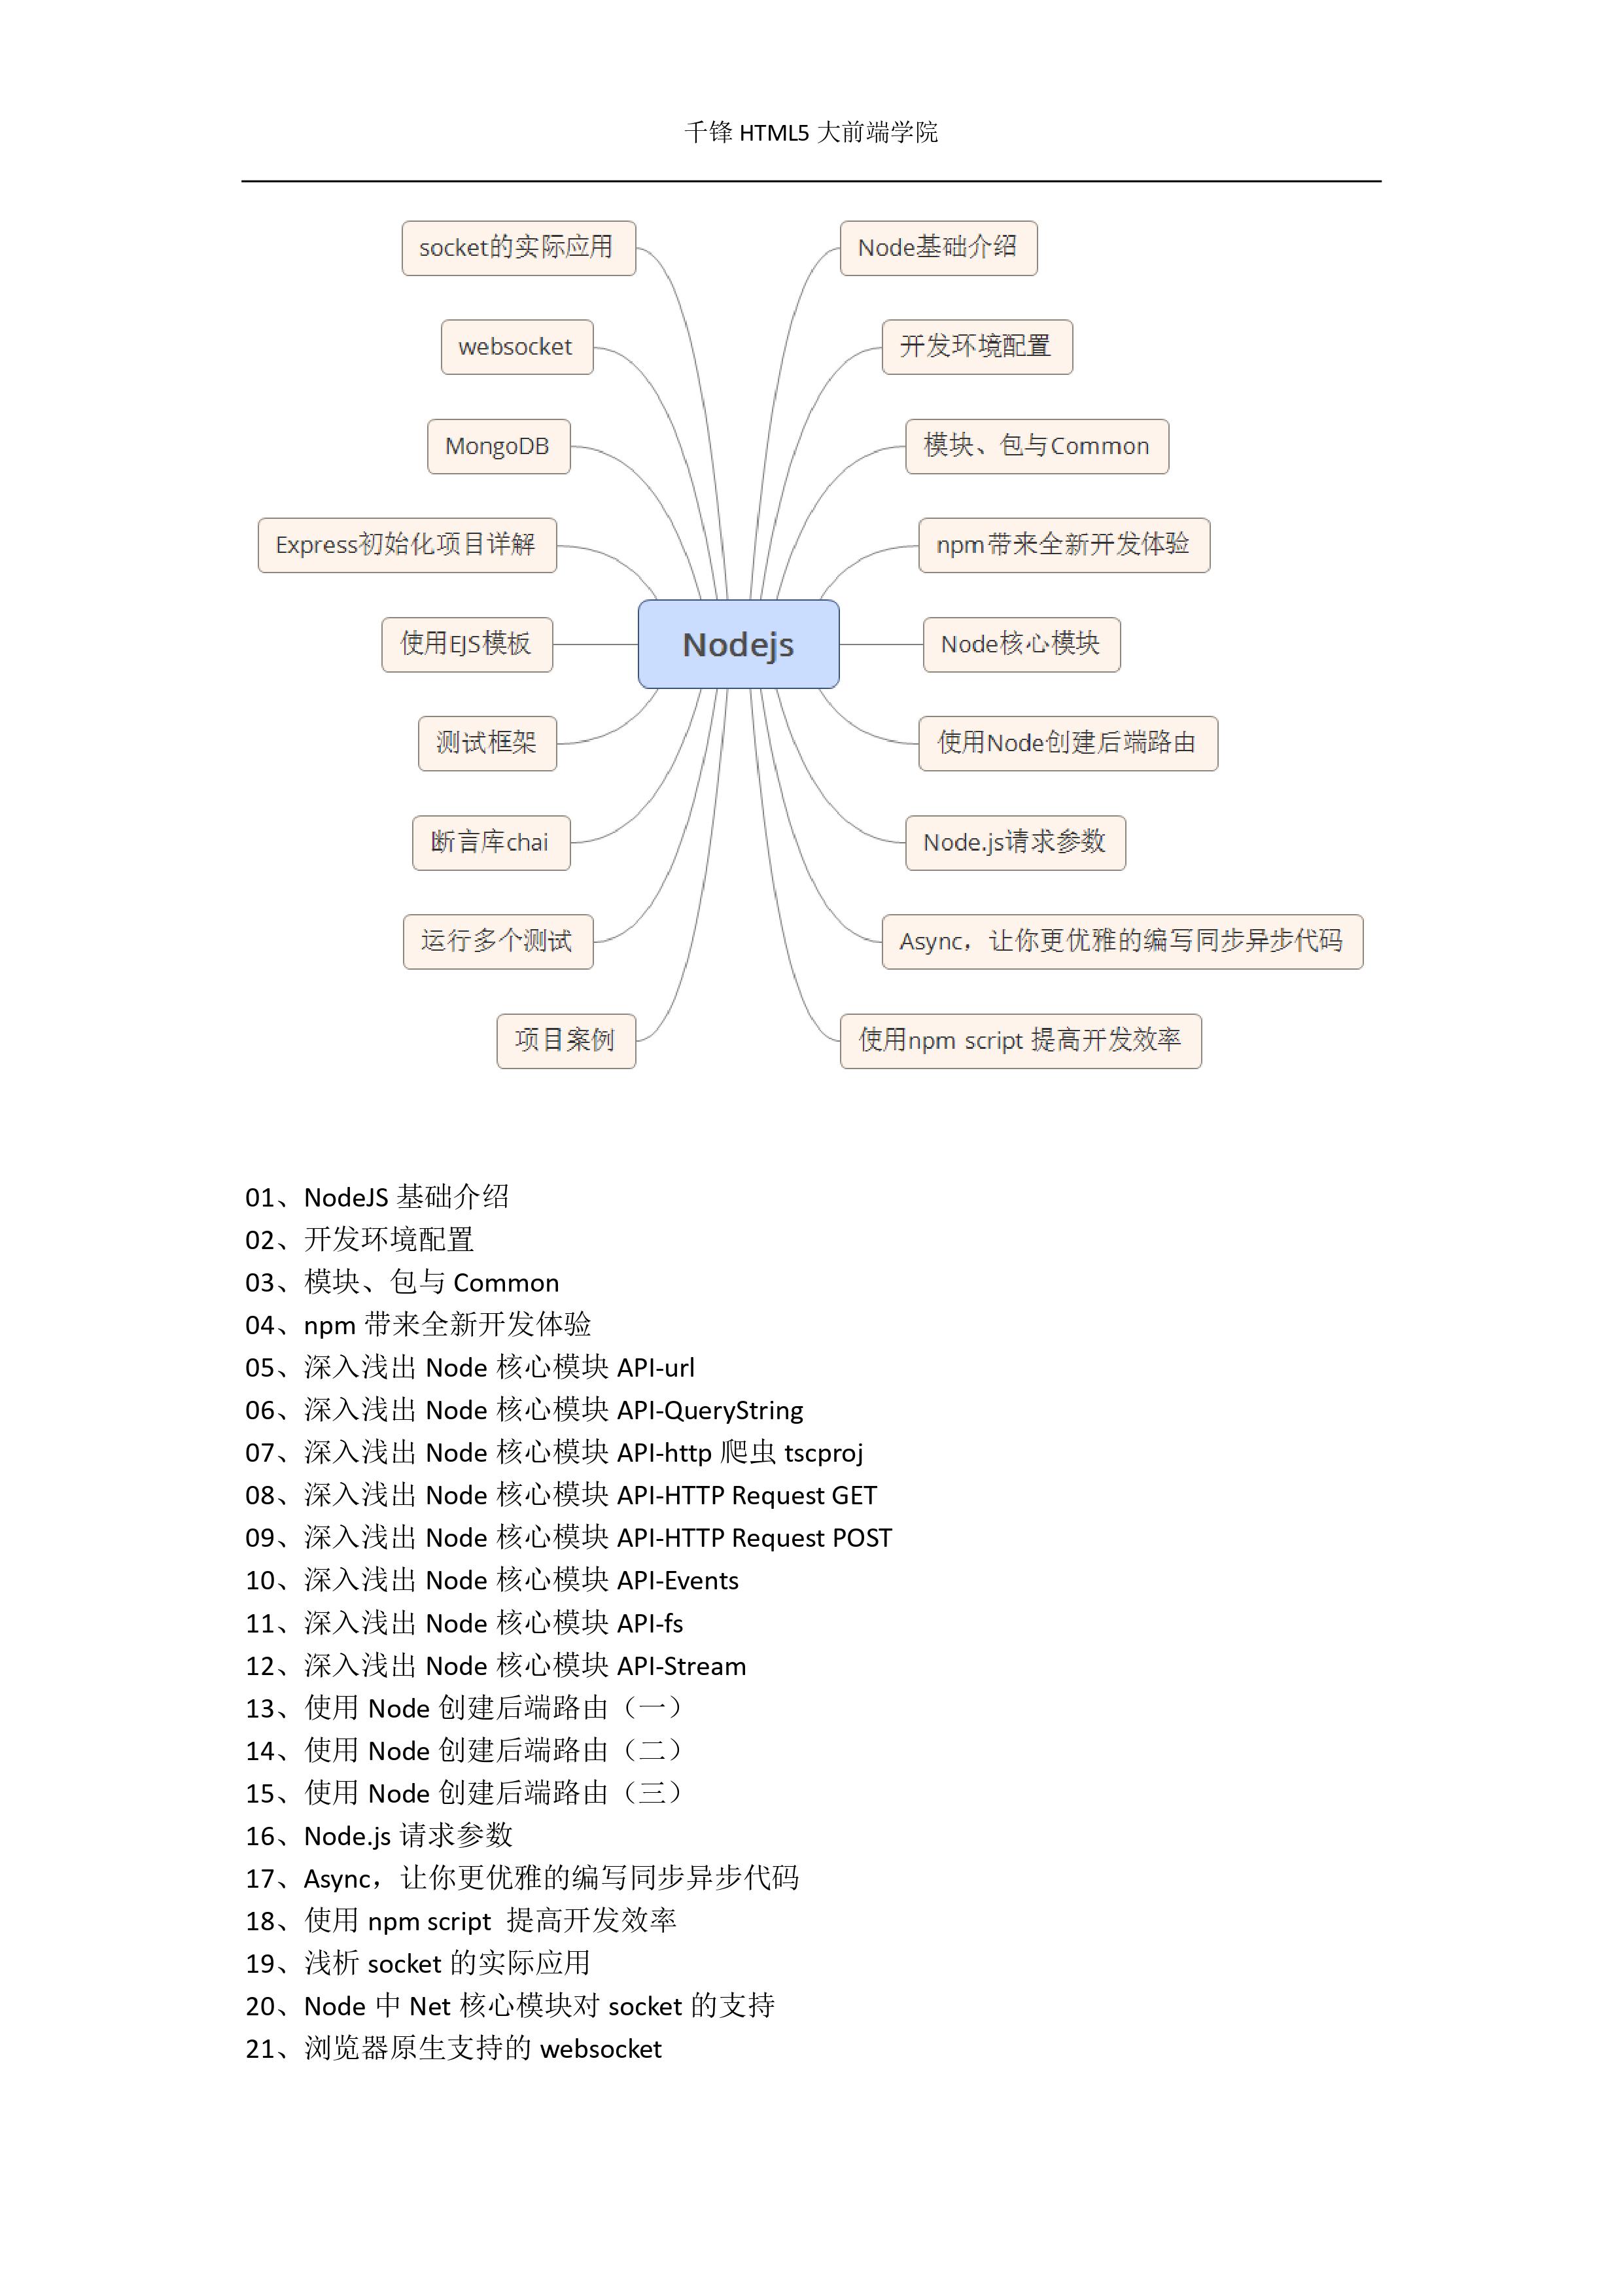 千锋 HTML5 大前端学院
socket的实际应用
websocket
MongoDB
Express初始化项目详解
使用EJS模板
测试框架
断言库chai
运行多个测试
项目案例
Nodejs
Node基础介绍
开发环境配置
模块、包与Common
npm带来全新开发体验
Node核心模块
使用Node创建后端路由
Node.js请求参数
Async，让你更优雅的编写同步异步代码
使用npm script 提高开发效率
01、NodeJS 基础介绍
02、开发环境配置
03、模块、包与 Common
04、npm 带来全新开发体验
05、深入浅出 Node 核心模块 API-url
06、深入浅出 Node 核心模块 API-QueryString
07、深入浅出 Node 核心模块 API-http 爬虫 tscproj
08、深入浅出 Node 核心模块 API-HTTP Request GET
09、深入浅出 Node 核心模块 API-HTTP Request POST
10、深入浅出 Node 核心模块 API-Events
11、深入浅出 Node 核心模块 API-fs
12、深入浅出 Node 核心模块 API-Stream
13、使用 Node 创建后端路由（一）
14、使用 Node 创建后端路由（二）
15、使用 Node 创建后端路由（三）
16、Node.js 请求参数
17、Async，让你更优雅的编写同步异步代码
18、使用 npm script 提高开发效率
19、浅析 socket 的实际应用
20、Node 中 Net 核心模块对 socket 的支持
21、浏览器原生支持的 websocket